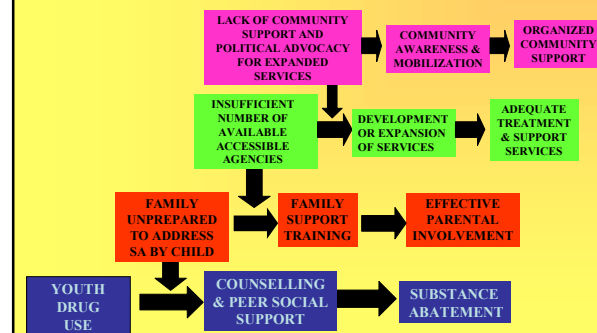 LACK OF COMMUNITY
SUPPORT AND
POLITICAL ADVOCACY
FOR EXPANDED
SERVICES
COMMUNITY
AWARENESS &
MOBILIZATION
ORGANIZED
COMMUNITY
SUPPORT
INSUFFICIENT
NUMBER OF
AVAILABLE
ACCESSIBLE
AGENCIES
DEVELOPMENT
OR EXPANSION
OF SERVICES
ADEQUATE
TREATMENT
& SUPPORT
SERVICES
FAMILY
UNPREPARED
TO ADDRESS
SA BY CHILD
FAMILY
SUPPORT
TRAINING
EFFECTIVE
PARENTAL
INVOLVEMENT
YOUTH
DRUG
USE
COUNSELLING
& PEER SOCIAL
SUPPORT
SUBSTANCE
ABATEMENT